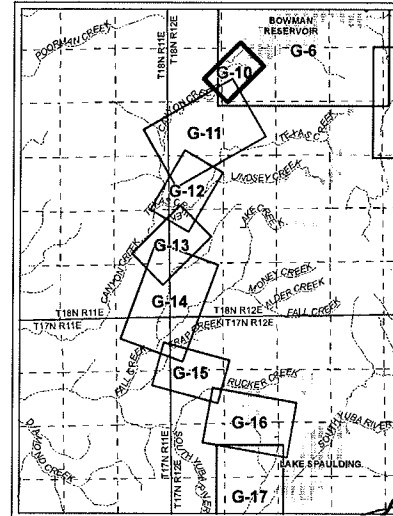 BOWMAN
RESERVOIR
POORMAN CREEK
T18N R11E
T18N R12E
G-6
G-10
CANYON CREEK
G-11
TEXAS CREEK
LINDSEY CREEK
G-12
TEXAS CREEK
LAKE CREEK
G-13
CANYON CREEK
MONEY CREEK
ALDER CREEK
FALL CREEK
G-14
T18N R11E
T17N R11E
T18N R12E
T17N R12E
TRAP CREEK
FALL CREEK
G-15
RUCKER CREEK
G-16
DIAMOND CREEK
T17N R11E
T17N R12E
SOUTH YUBA RIVER
SOUTH YUBA RIVER
LAKE SPAULDING
G-17